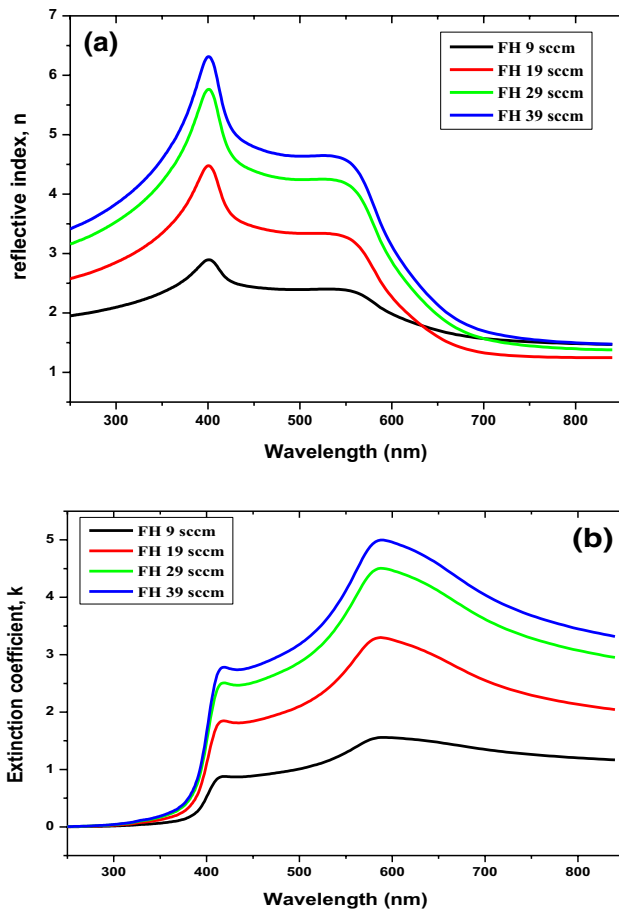 (a)
FH 9 sccm
FH 19 sccm
FH 29 sccm
FH 39 sccm
reflective index, n
7
6
5
4
3
2
1
300 400 500 600 700 800
Wavelength (nm)
(b)
FH 9 sccm
FH 19 sccm
FH 29 sccm
FH 39 sccm
Extinction coefficient, k
5
4
3
2
1
0
300 400 500 600 700 800
Wavelength (nm)